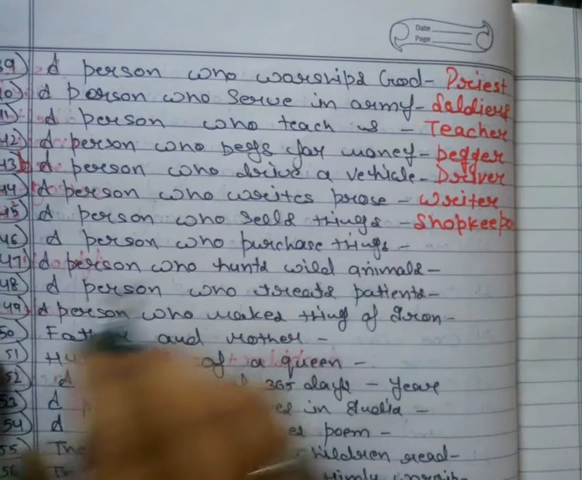 Date
Page
39) A person who warships God- Priest
40) A person who serve in army- Saldiers
41) A person who teach us - Teacher
42) A person who begs for money- begger
43) A person who drive a vehicle- Driver
44) A person who writes prose - writer
45) A person who sells things - Shopkeepe
46) A person who purchase things -
47) A person who hunts wild animals-
48) A person who treats patients-
49) A person who makes thing of Iron-
50 Father and Mother -
51 of a queen -
52) A 365 days - year
53) A in Studio -
54) A poem -
55) The children read-
56